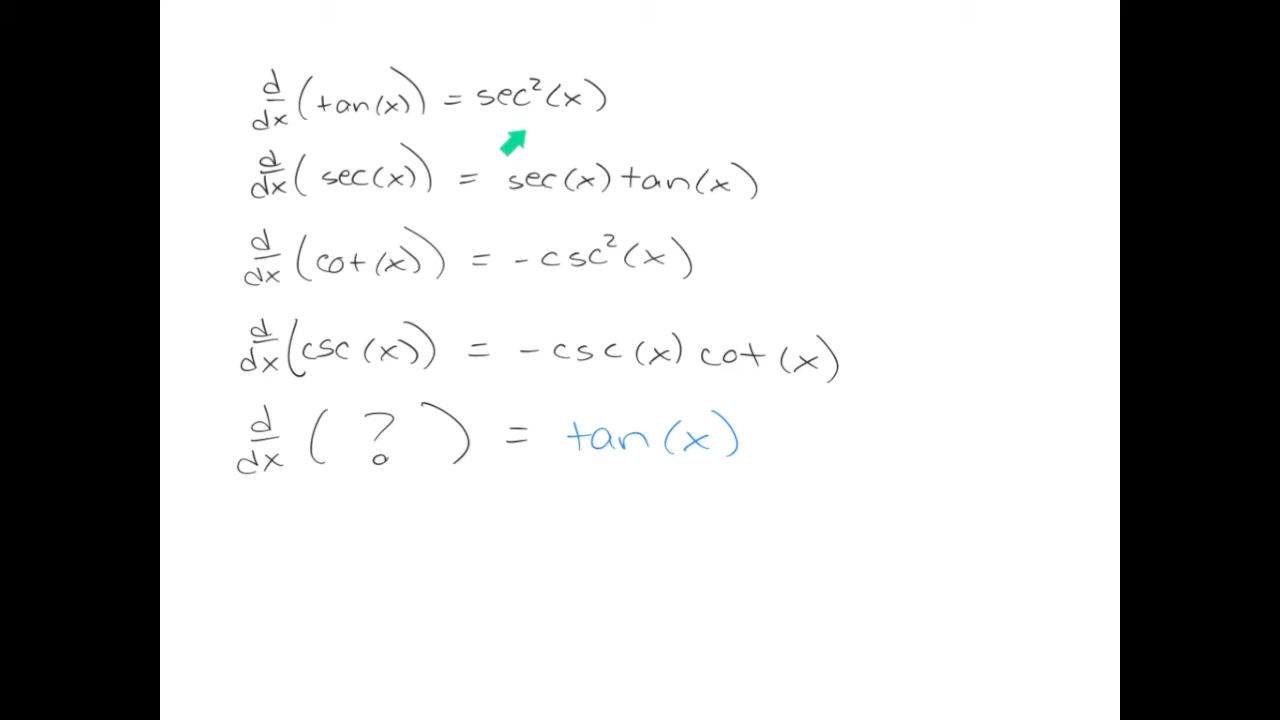 d/dx (tan(x)) = sec²(x)
d/dx (sec(x)) = sec(x) tan(x)
d/dx (cot(x)) = -csc²(x)
d/dx (csc(x)) = -csc(x) cot(x)
d/dx ( ? ) = tan(x)